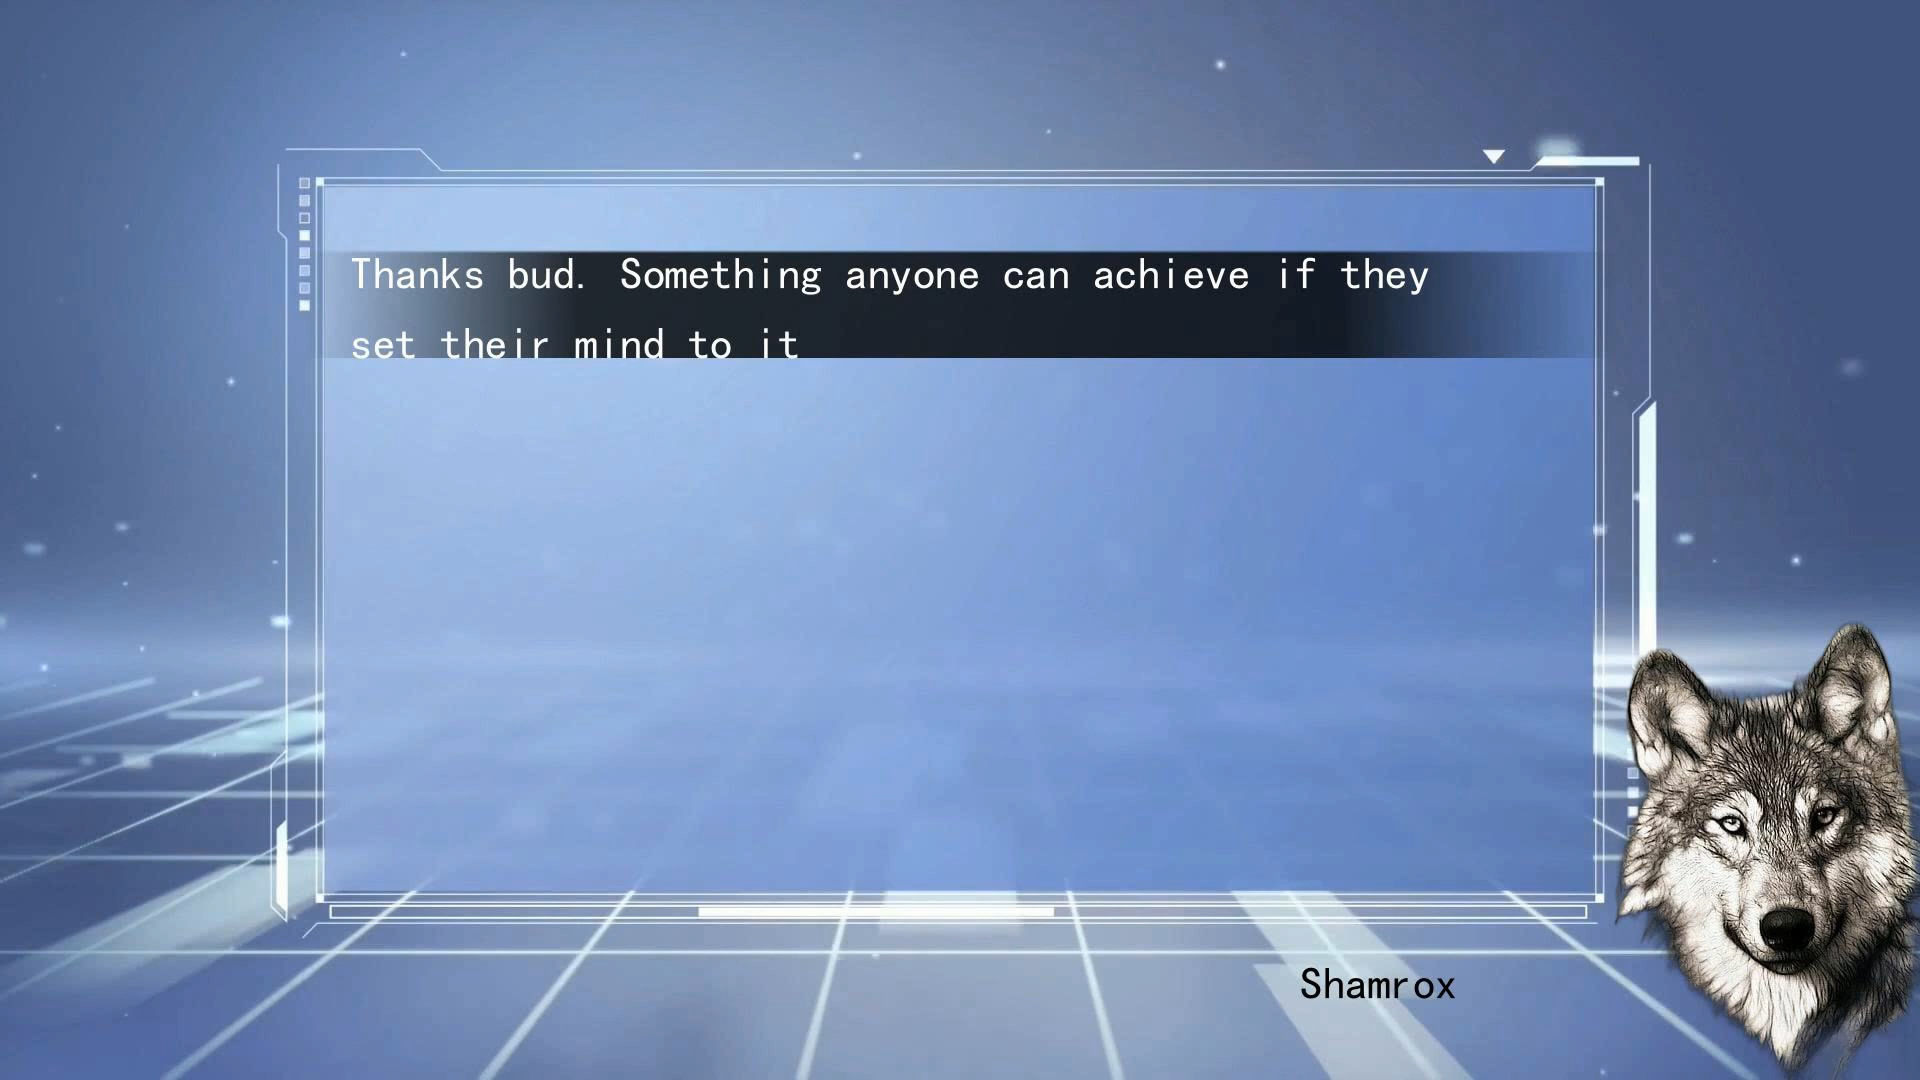 Thanks bud. Something anyone can achieve if they
set their mind to it
Shamrox